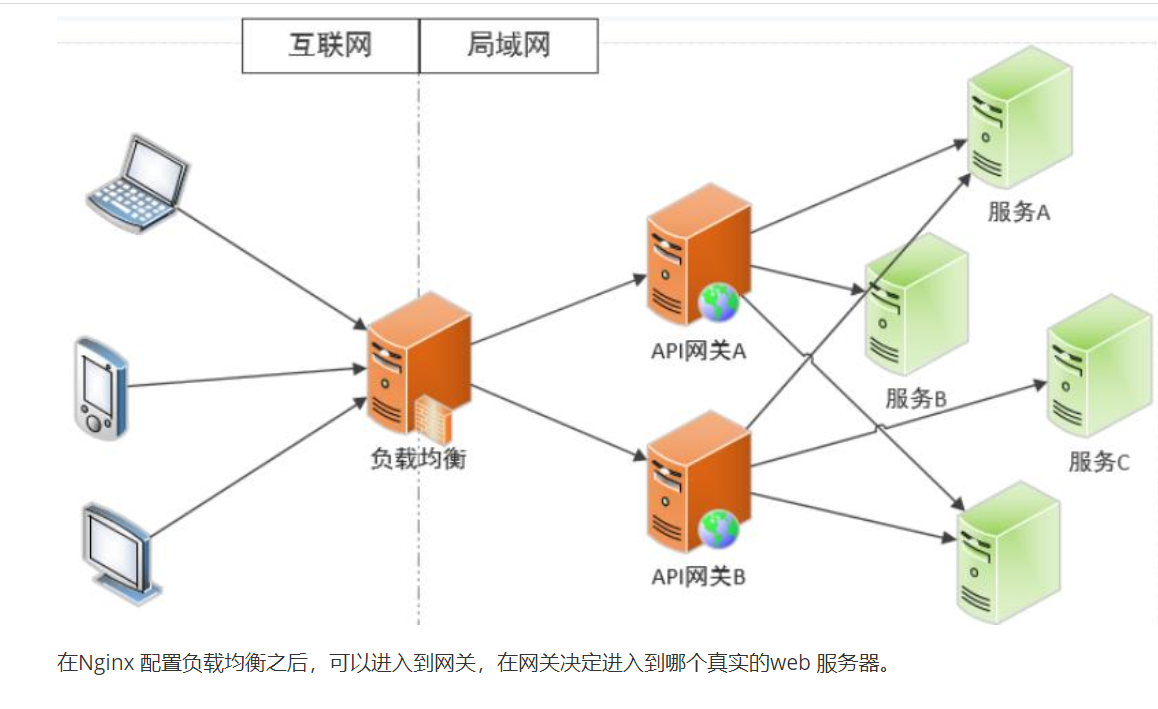 互联网
局域网
服务A
API网关A
服务B
负载均衡
服务C
API网关B
在Nginx 配置负载均衡之后，可以进入到网关，在网关决定进入到哪个真实的web 服务器。